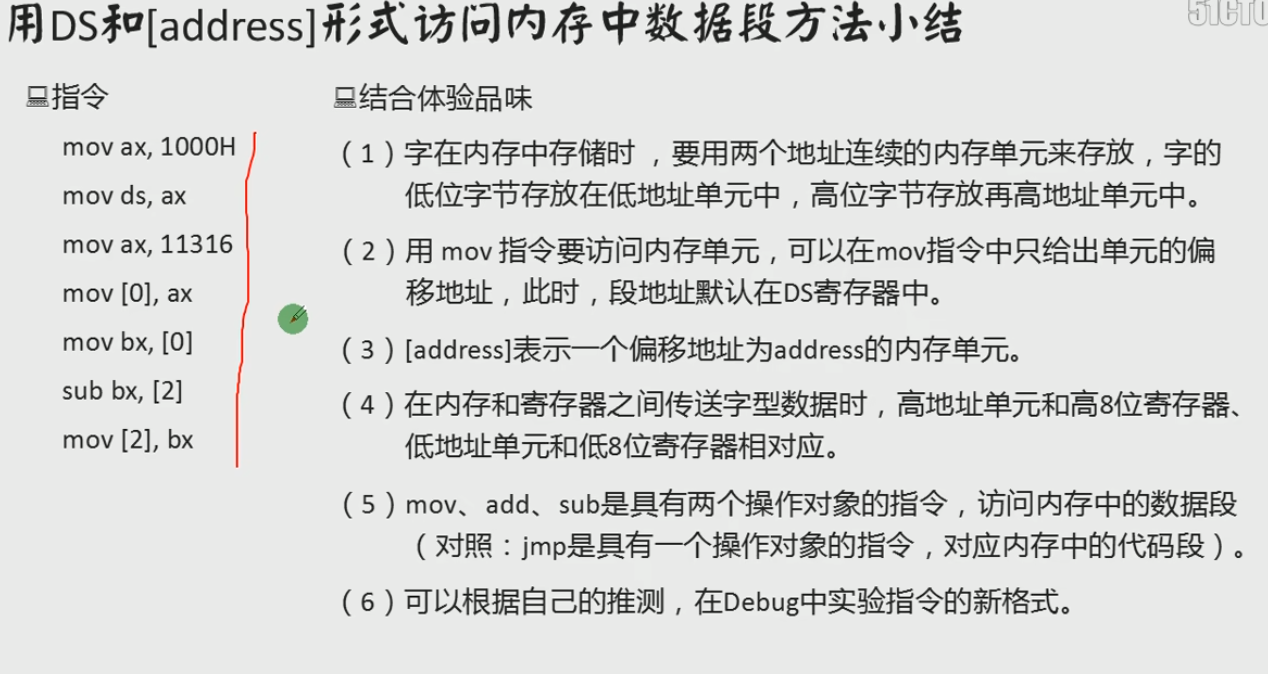 用DS和[address]形式访问内存中数据段方法小结
51CTO
指令
mov ax, 1000H
mov ds, ax
mov ax, 11316
mov [0], ax
mov bx, [0]
sub bx, [2]
mov [2], bx
结合体验品味
（1）字在内存中存储时，要用两个地址连续的内存单元来存放，字的
低位字节存放在低地址单元中，高位字节存放再高地址单元中。
（2）用 mov 指令要访问内存单元，可以在mov指令中只给出单元的偏
移地址，此时，段地址默认在DS寄存器中。
（3）[address]表示一个偏移地址为address的内存单元。
（4）在内存和寄存器之间传送字型数据时，高地址单元和高8位寄存器、
低地址单元和低8位寄存器相对应。
（5）mov、add、sub是具有两个操作对象的指令，访问内存中的数据段
（对照：jmp是具有一个操作对象的指令，对应内存中的代码段）。
（6）可以根据自己的推测，在Debug中实验指令的新格式。